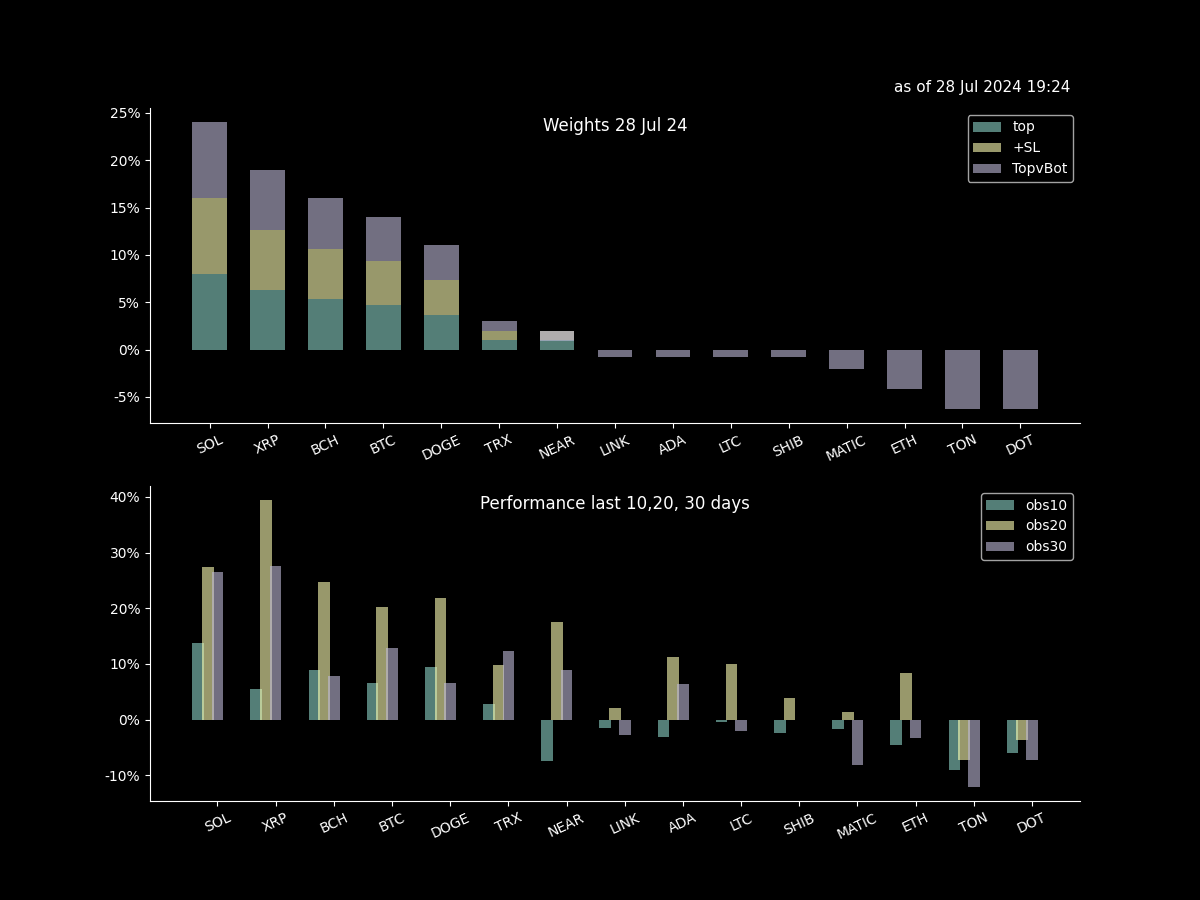 as of 28 Jul 2024 19:24
Weights 28 Jul 24
top
+SL
TopvBot
25%
20%
15%
10%
5%
0%
-5%
SOL XRP BCH BTC DOGE TRX NEAR LINK ADA LTC SHIB MATIC ETH TON DOT
Performance last 10,20, 30 days
obs10
obs20
obs30
40%
30%
20%
10%
0%
-10%
SOL XRP BCH BTC DOGE TRX NEAR LINK ADA LTC SHIB MATIC ETH TON DOT